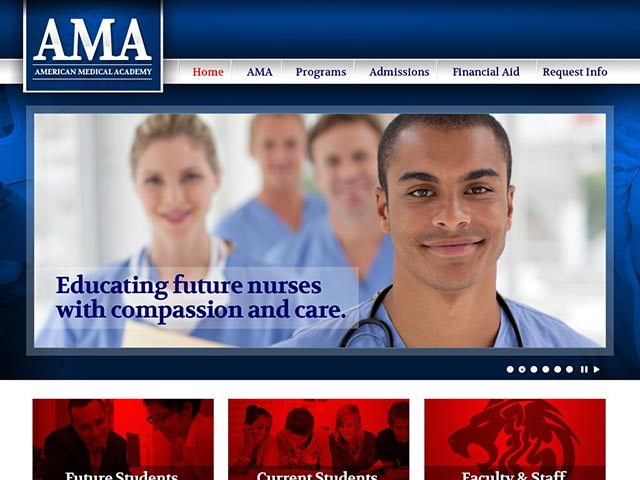 AMA
AMERICAN MEDICAL ACADEMY
Home AMA Programs Admissions Financial Aid Request Info
Educating future nurses
with compassion and care.
Future Students Current Students Faculty & Staff